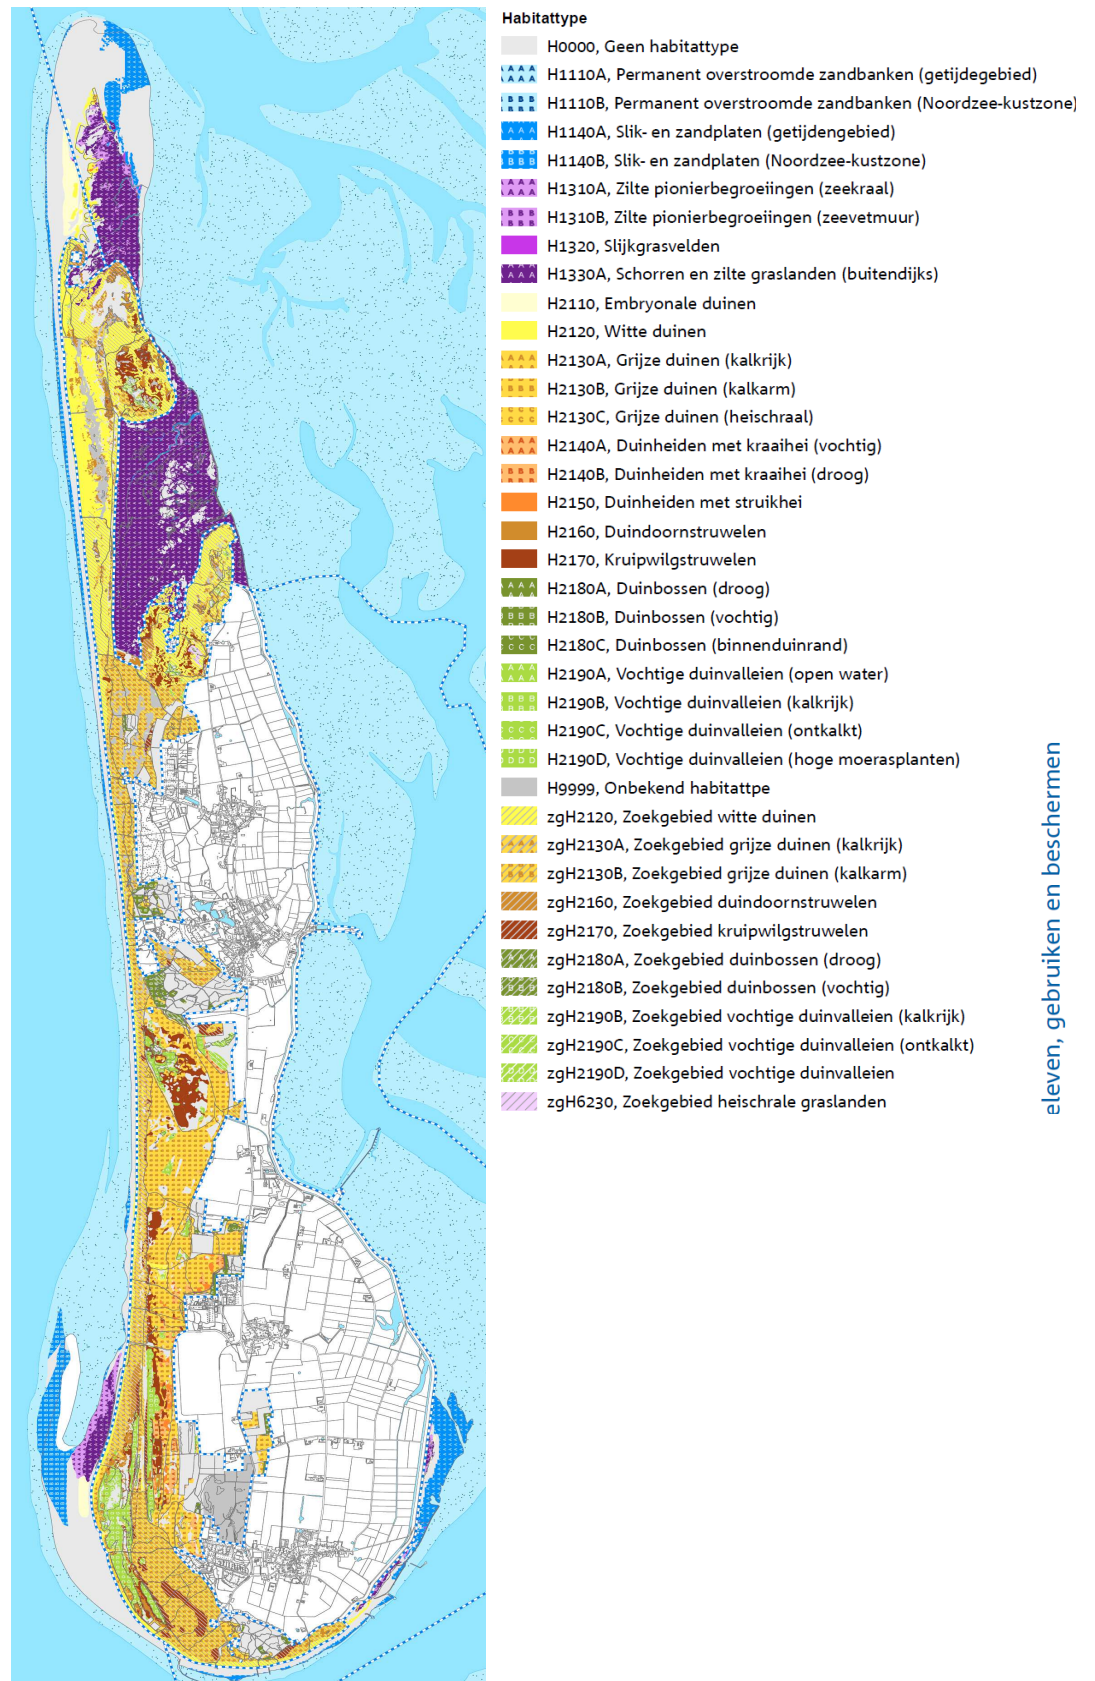 Habitattype
H0000, Geen habitattype
H1110A, Permanent overstroomde zandbanken (getijdegebied)
H1110B, Permanent overstroomde zandbanken (Noordzee-kustzone)
H1140A, Slik- en zandplaten (getijdengebied)
H1140B, Slik- en zandplaten (Noordzee-kustzone)
H1310A, Zilte pionierbegroeiingen (zeekraal)
H1310B, Zilte pionierbegroeiingen (zeevetmuur)
H1320, Slijkgrasvelden
H1330A, Schorren en zilte graslanden (buitendijks)
H2110, Embryonale duinen
H2120, Witte duinen
H2130A, Grijze duinen (kalkrijk)
H2130B, Grijze duinen (kalkarm)
H2130C, Grijze duinen (heischraal)
H2140A, Duinheiden met kraaihei (vochtig)
H2140B, Duinheiden met kraaihei (droog)
H2150, Duinheiden met struikhei
H2160, Duindoornstruwelen
H2170, Kruipwilgstruwelen
H2180A, Duinbossen (droog)
H2180B, Duinbossen (vochtig)
H2180C, Duinbossen (binnenduinrand)
H2190A, Vochtige duinvalleien (open water)
H2190B, Vochtige duinvalleien (kalkrijk)
H2190C, Vochtige duinvalleien (ontkalkt)
H2190D, Vochtige duinvalleien (hoge moerasplanten)
H9999, Onbekend habitattpe
zgH2120, Zoekgebied witte duinen
zgH2130A, Zoekgebied grijze duinen (kalkrijk)
zgH2130B, Zoekgebied grijze duinen (kalkarm)
zgH2160, Zoekgebied duindoornstruwelen
zgH2170, Zoekgebied kruipwilgstruwelen
zgH2180A, Zoekgebied duinbossen (droog)
zgH2180B, Zoekgebied duinbossen (vochtig)
zgH2190B, Zoekgebied vochtige duinvalleien (kalkrijk)
zgH2190C, Zoekgebied vochtige duinvalleien (ontkalkt)
zgH2190D, Zoekgebied vochtige duinvalleien
zgH6230, Zoekgebied heischrale graslanden
eleven, gebruiken en beschermen